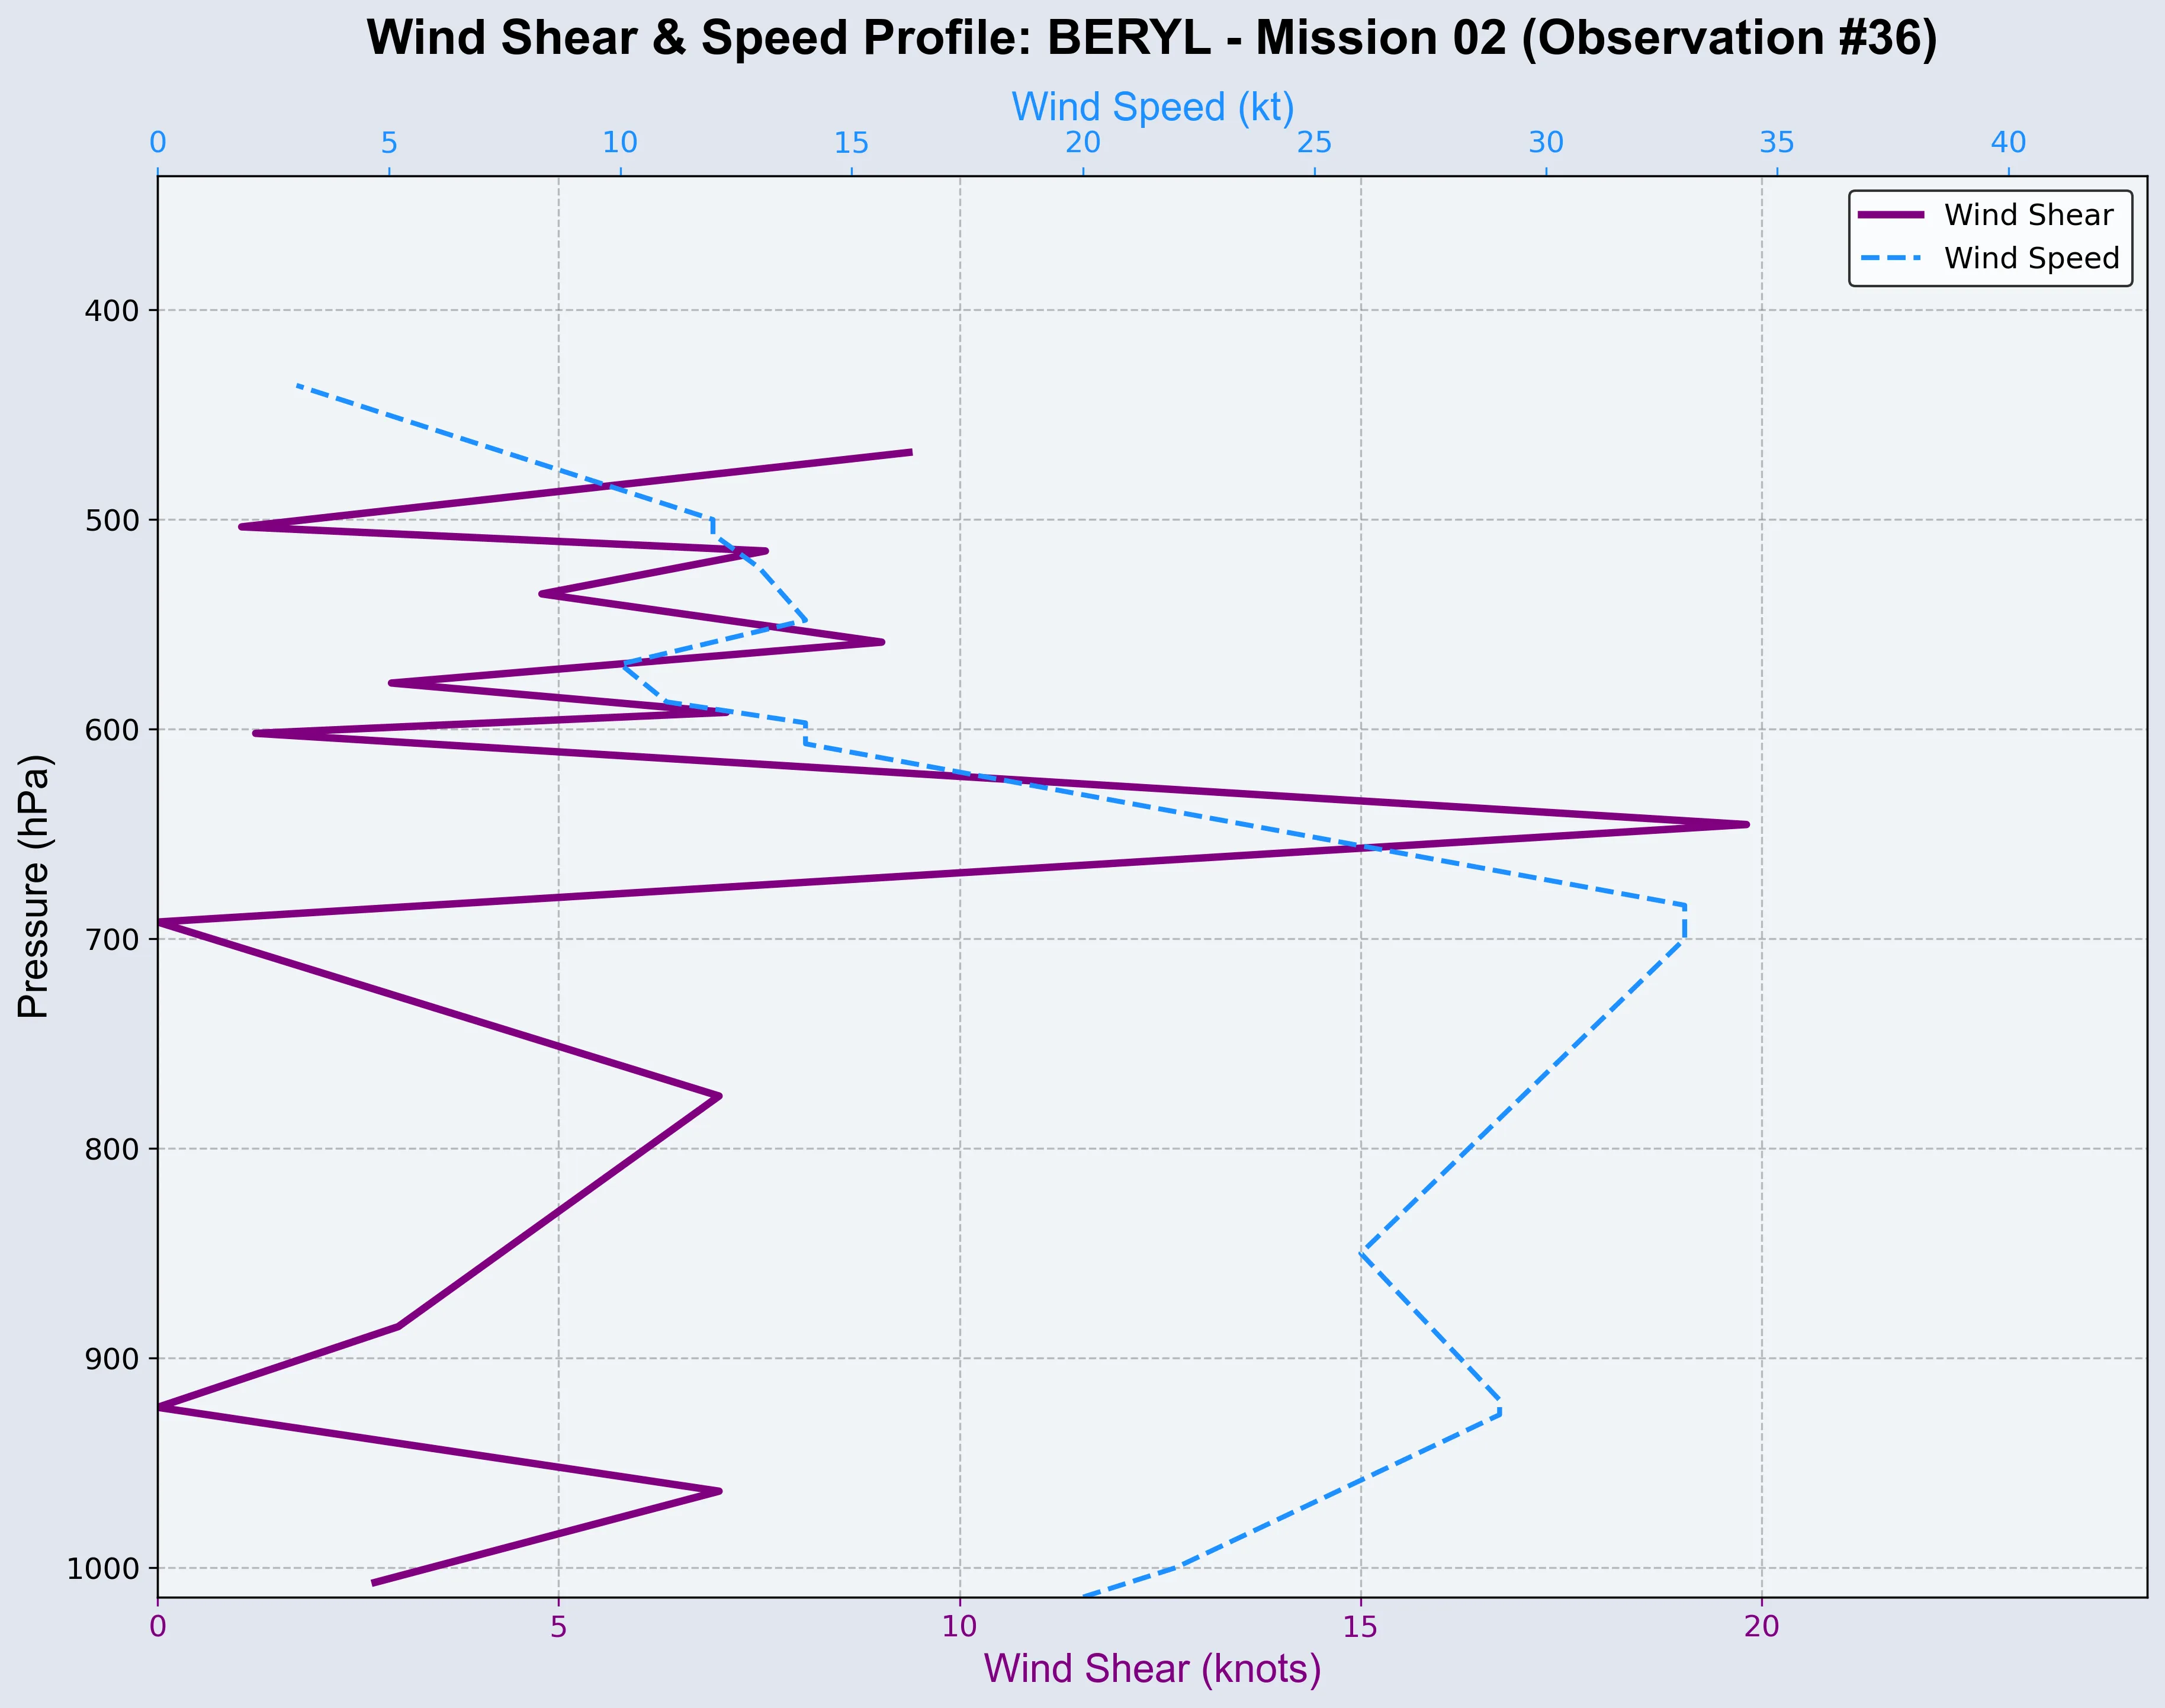 Wind Shear & Speed Profile: BERYL - Mission 02 (Observation #36)
Wind Speed (kt)
0 5 10 15 20 25 30 35 40
Wind Shear
Wind Speed
400
500
600
700
800
900
1000
Pressure (hPa)
0 5 10 15 20
Wind Shear (knots)